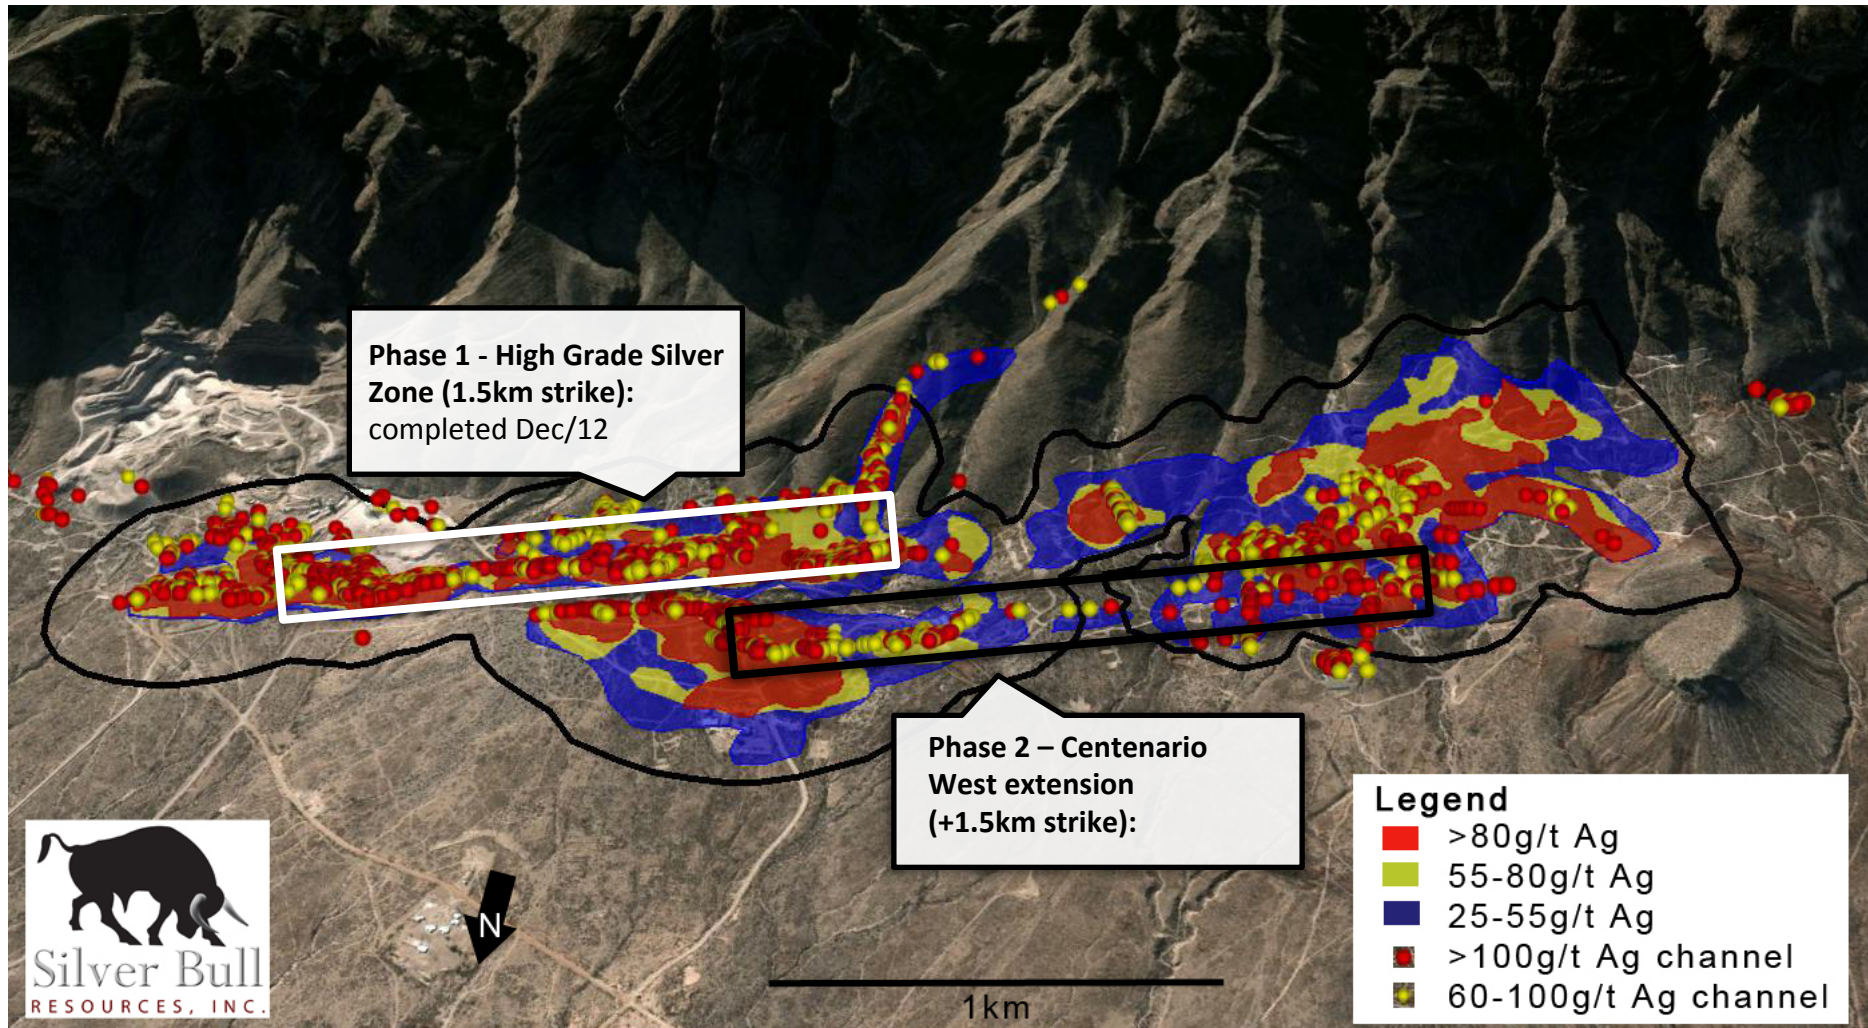 Phase 1 - High Grade Silver
Zone (1.5km strike):
completed Dec/12
Phase 2 – Centenario
West extension
(+1.5km strike):
Legend
>80g/t Ag
55-80g/t Ag
25-55g/t Ag
>100g/t Ag channel
60-100g/t Ag channel
N
1km
Silver Bull
RESOURCES, INC.